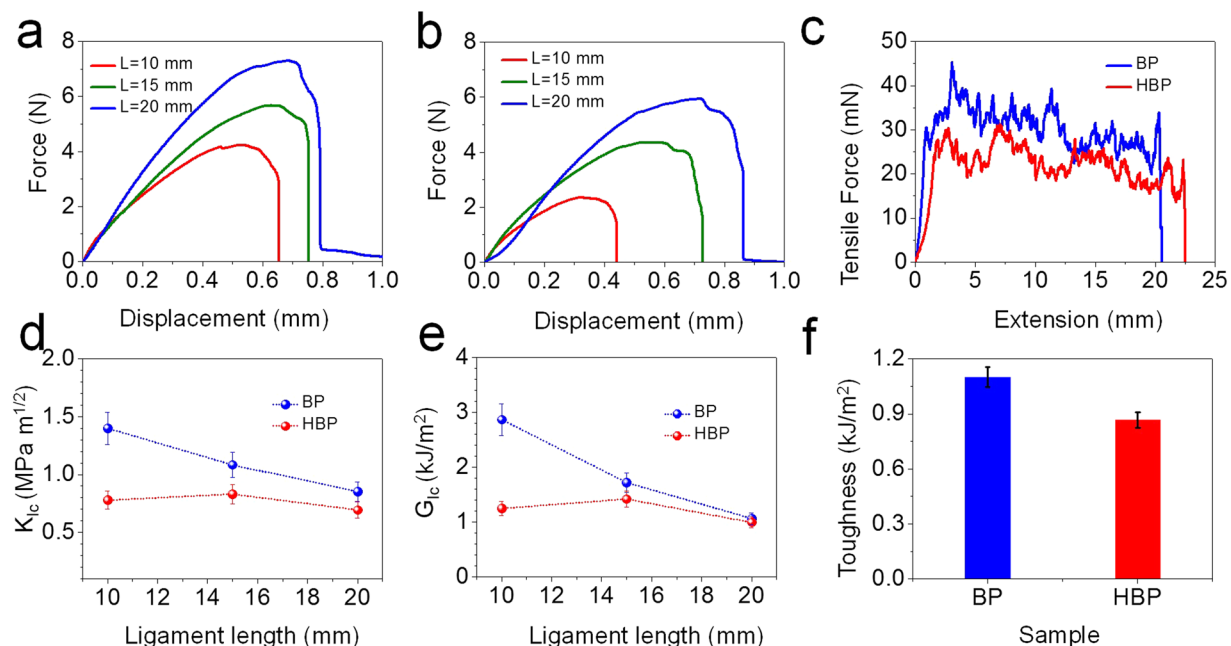 a
8
6
4
2
0
Force (N)
L=10 mm
L=15 mm
L=20 mm
0.0 0.2 0.4 0.6 0.8 1.0
Displacement (mm)
b
8
6
4
2
0
Force (N)
L=10 mm
L=15 mm
L=20 mm
0.0 0.2 0.4 0.6 0.8 1.0
Displacement (mm)
c
50
40
30
20
10
0
Tensile Force (mN)
BP
HBP
0 5 10 15 20 25
Extension (mm)
d
2.0
1.5
1.0
0.5
K_Ic (MPa m^1/2)
BP
HBP
10 12 14 16 18 20
Ligament length (mm)
e
4
3
2
1
0
G_Ic (kJ/m²)
BP
HBP
10 12 14 16 18 20
Ligament length (mm)
f
1.2
0.9
0.6
0.3
0.0
Toughness (kJ/m²)
BP HBP
Sample